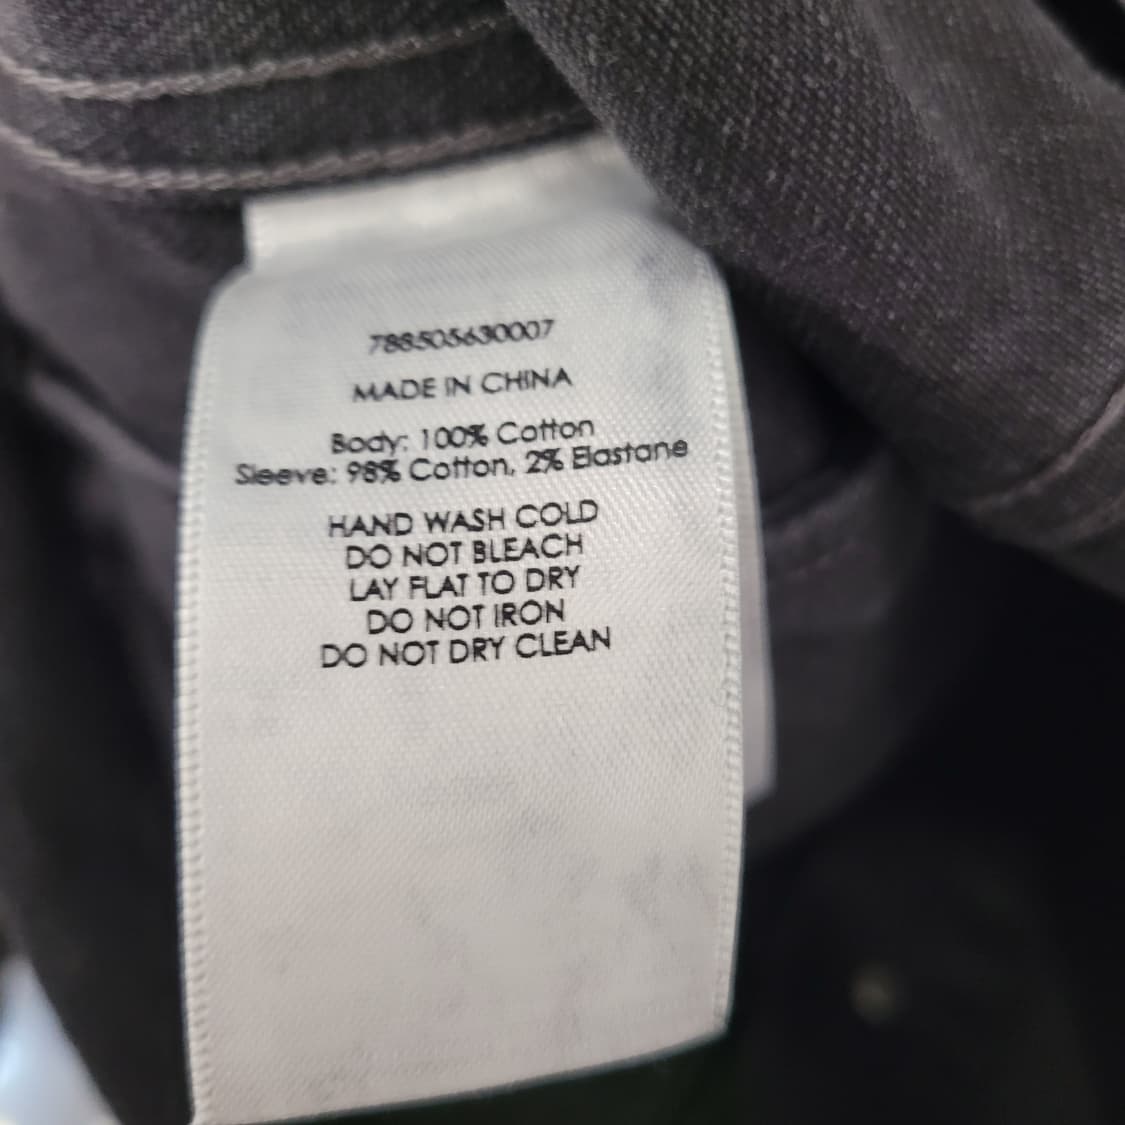 788505630007
MADE IN CHINA
Body: 100% Cotton
Sleeve: 98% Cotton, 2% Elastane
HAND WASH COLD
DO NOT BLEACH
LAY FLAT TO DRY
DO NOT IRON
DO NOT DRY CLEAN